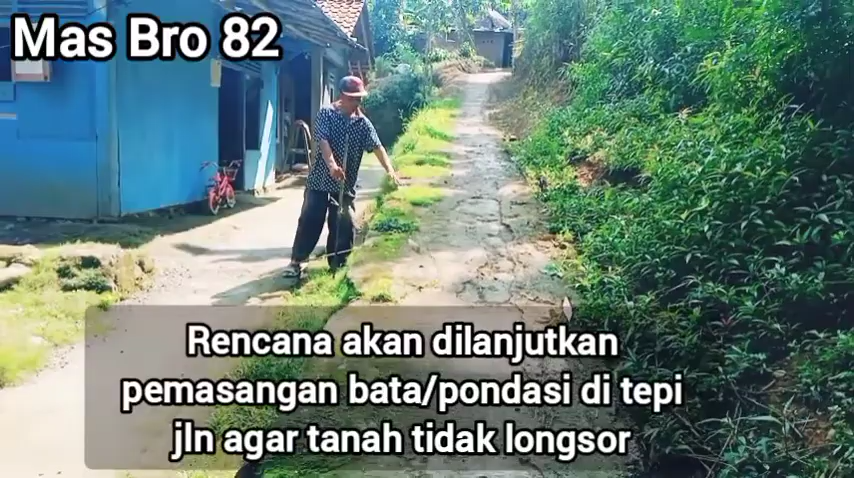 Mas Bro 82
Rencana akan dilanjutkan
pemasangan bata/pondasi di tepi
jln agar tanah tidak longsor